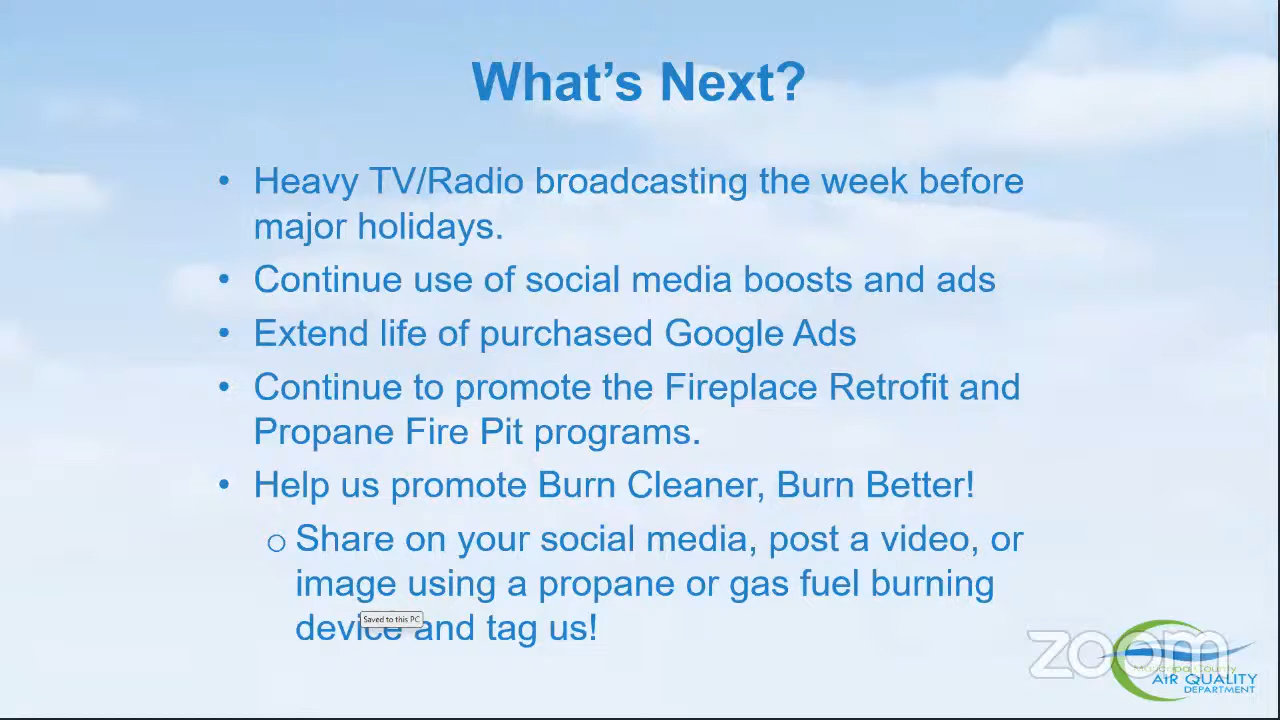 What's Next?
• Heavy TV/Radio broadcasting the week before
major holidays.
• Continue use of social media boosts and ads
• Extend life of purchased Google Ads
• Continue to promote the Fireplace Retrofit and
Propane Fire Pit programs.
• Help us promote Burn Cleaner, Burn Better!
o Share on your social media, post a video, or
image using a propane or gas fuel burning
device and tag us!
Saved to this PC
zoom
Maricopa County
AIR QUALITY
DEPARTMENT